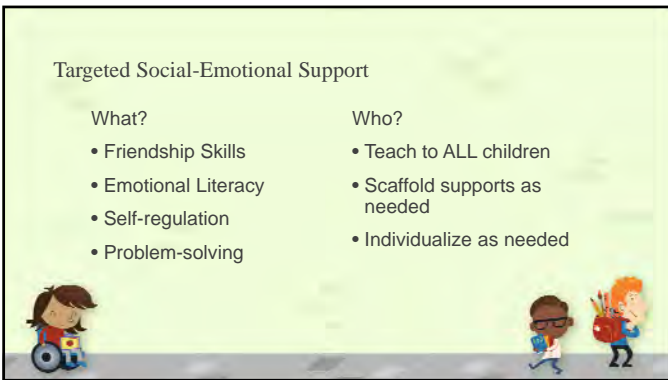 Targeted Social-Emotional Support
What?
• Friendship Skills
• Emotional Literacy
• Self-regulation
• Problem-solving
Who?
• Teach to ALL children
• Scaffold supports as
needed
• Individualize as needed